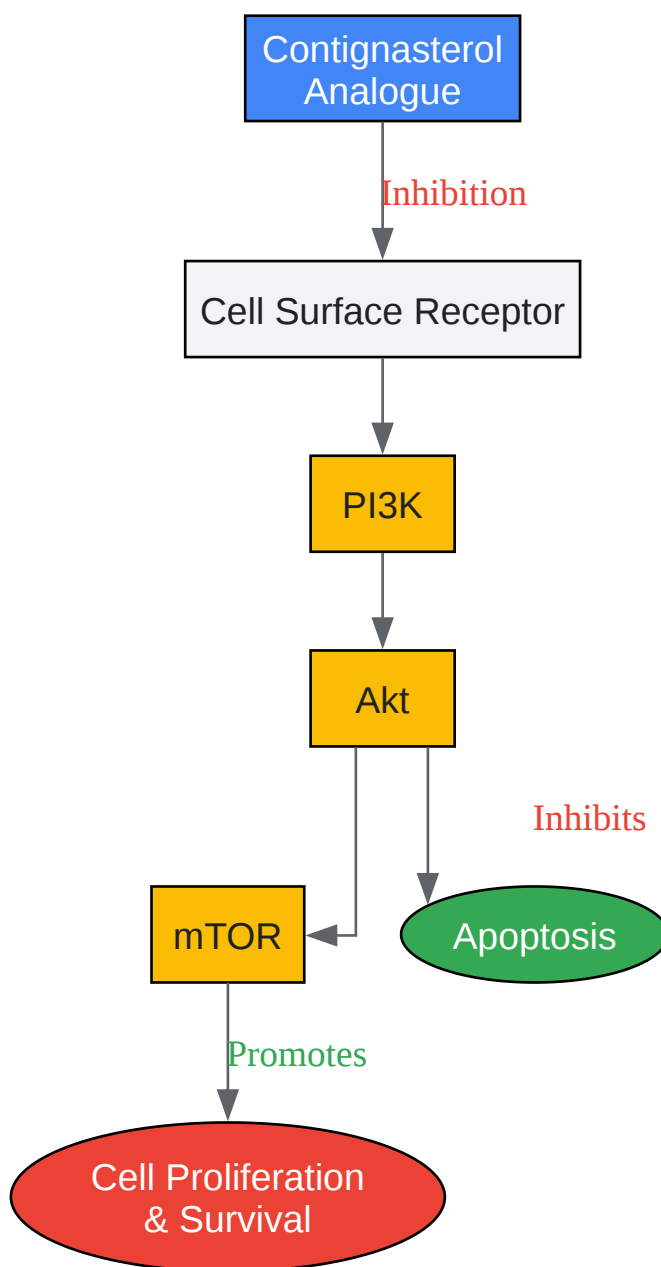 Contignasterol
Analogue
Inhibition
Cell Surface Receptor
PI3K
Akt
Inhibits
mTOR
Apoptosis
Promotes
Cell Proliferation
& Survival